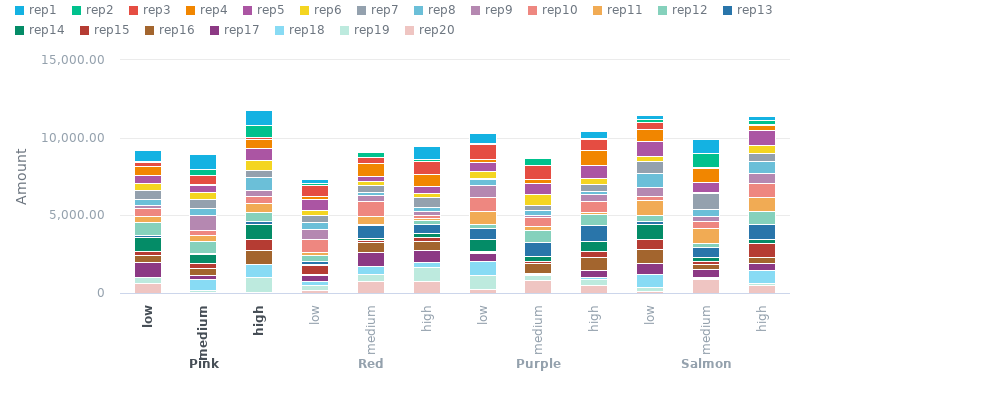 rep1 rep2 rep3 rep4 rep5 rep6 rep7 rep8 rep9 rep10 rep11 rep12 rep13
rep14 rep15 rep16 rep17 rep18 rep19 rep20
15,000.00
10,000.00
5,000.00
0
Amount
low medium high low medium high low medium high low medium high
Pink Red Purple Salmon